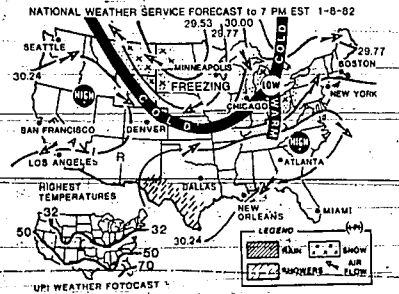 NATIONAL WEATHER SERVICE FORECAST to 7 PM EST 1-8-82
29.53 30.00
29.77
SEATTLE
COLD
29.77
BOSTON
MINNEAPOLIS
30.24
FREEZING
LOW
NEW YORK
HIGH
CHICAGO
COLD
WARM
SAN FRANCISCO
DENVER
HIGH
LOS ANGELES
ATLANTA
HIGHEST
TEMPERATURES
DALLAS
32
32
NEW
ORLEANS
MIAMI
50
30.24
LEGEND
50
RAIN
SNOW
70
SHOWERS
AIR
FLOW
UPI WEATHER FOTOCAST